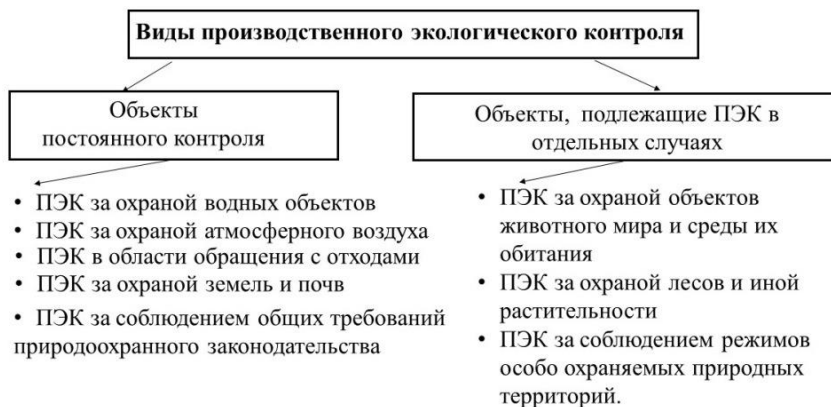 Виды производственного экологического контроля
Объекты
постоянного контроля
• ПЭК за охраной водных объектов
• ПЭК за охраной атмосферного воздуха
• ПЭК в области обращения с отходами
• ПЭК за охраной земель и почв
• ПЭК за соблюдением общих требований
природоохранного законодательства
Объекты, подлежащие ПЭК в
отдельных случаях
• ПЭК за охраной объектов
животного мира и среды их
обитания
• ПЭК за охраной лесов и иной
растительности
• ПЭК за соблюдением режимов
особо охраняемых природных
территорий.